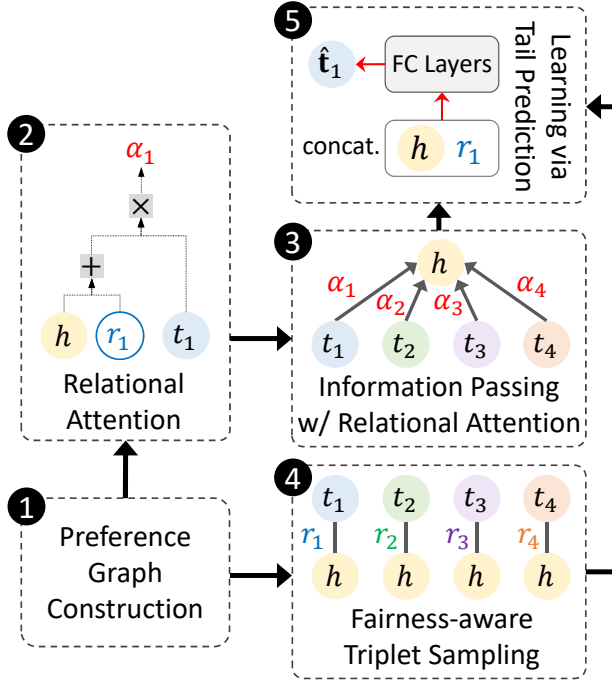 1
Preference
Graph
Construction
2
α₁
×
+
h r₁ t₁
Relational
Attention
3
h
α₁ α₂ α₃ α₄
t₁ t₂ t₃ t₄
Information Passing
w/ Relational Attention
4
t₁ t₂ t₃ t₄
r₁ r₂ r₃ r₄
h h h h
Fairness-aware
Triplet Sampling
5
t̂₁ FC Layers
concat. h r₁
Learning via
Tail Prediction